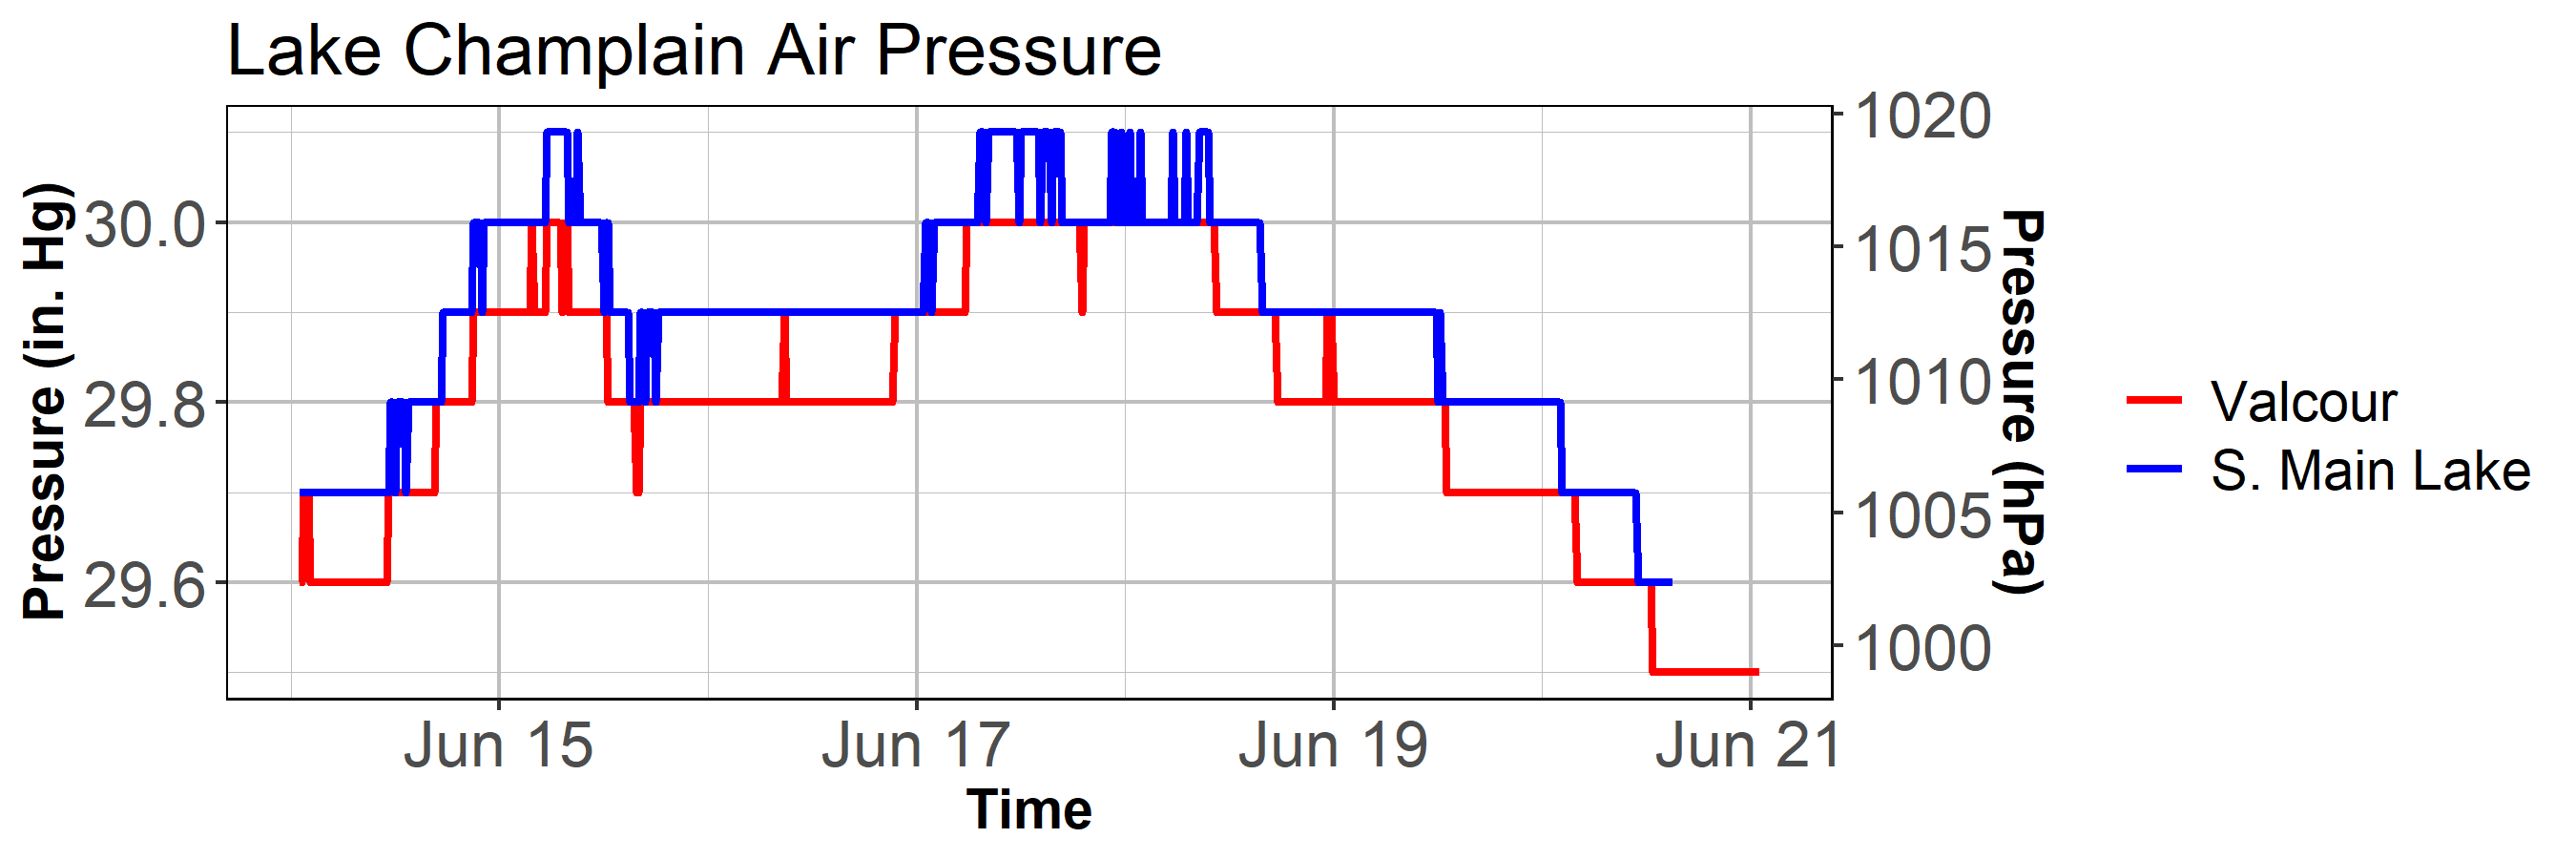 Lake Champlain Air Pressure
Pressure (in. Hg)
30.0
29.8
29.6
1020
1015
1010
1005
1000
Pressure (hPa)
Jun 15
Jun 17
Jun 19
Jun 21
Time
Valcour
S. Main Lake